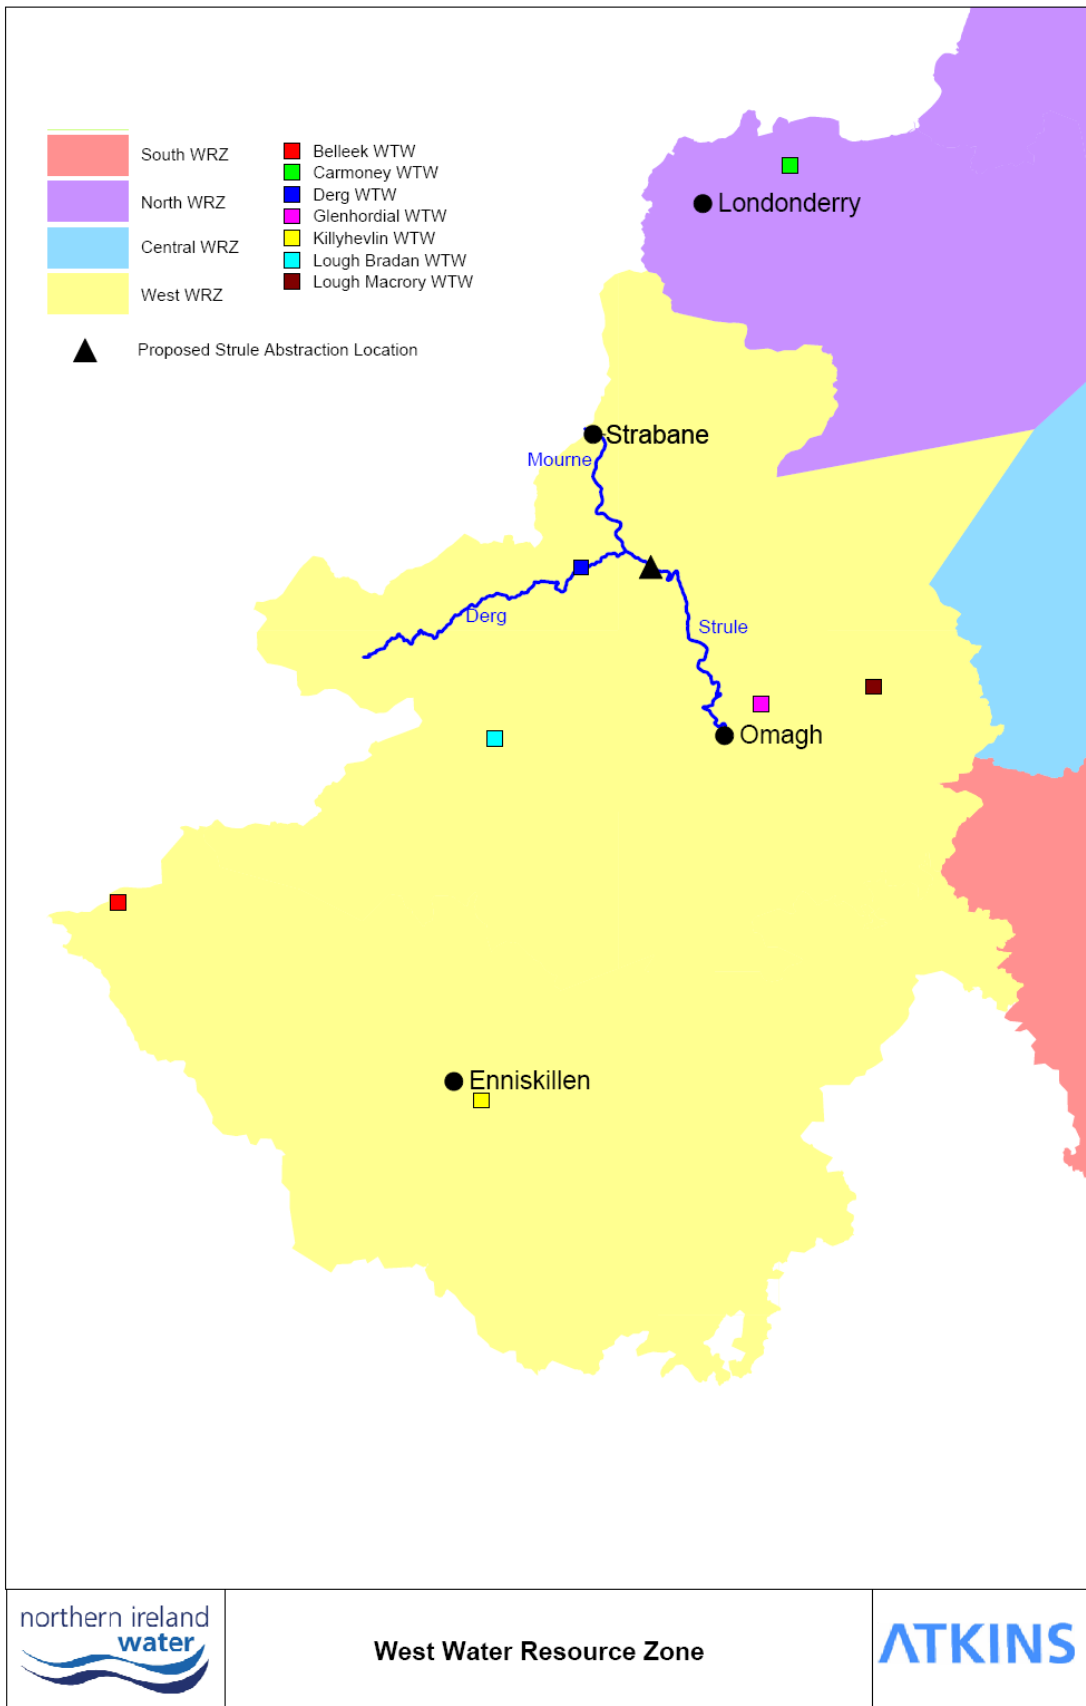 South WRZ
North WRZ
Central WRZ
West WRZ
Proposed Strule Abstraction Location
Belleek WTW
Carmoney WTW
Derg WTW
Glenhordial WTW
Killyhevlin WTW
Lough Bradan WTW
Lough Macrory WTW
Londonderry
Strabane
Mourne
Derg
Strule
Omagh
Enniskillen
northern ireland
water
West Water Resource Zone
ATKINS